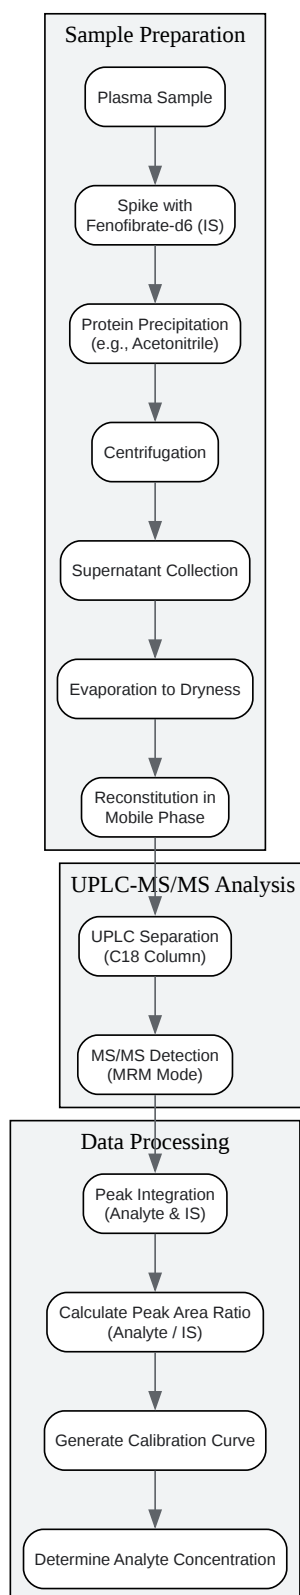 Sample Preparation
Plasma Sample
Spike with
Fenofibrate-d6 (IS)
Protein Precipitation
(e.g., Acetonitrile)
Centrifugation
Supernatant Collection
Evaporation to Dryness
Reconstitution in
Mobile Phase
UPLC-MS/MS Analysis
UPLC Separation
(C18 Column)
MS/MS Detection
(MRM Mode)
Data Processing
Peak Integration
(Analyte & IS)
Calculate Peak Area Ratio
(Analyte / IS)
Generate Calibration Curve
Determine Analyte Concentration